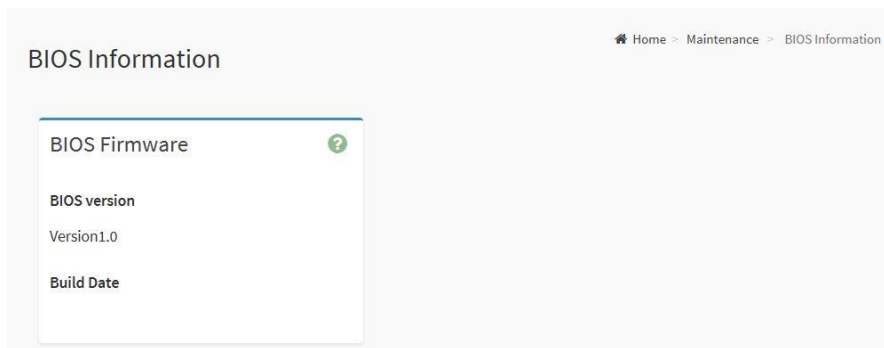 Home > Maintenance > BIOS Information
BIOS Information
BIOS Firmware
BIOS version
Version1.0
Build Date